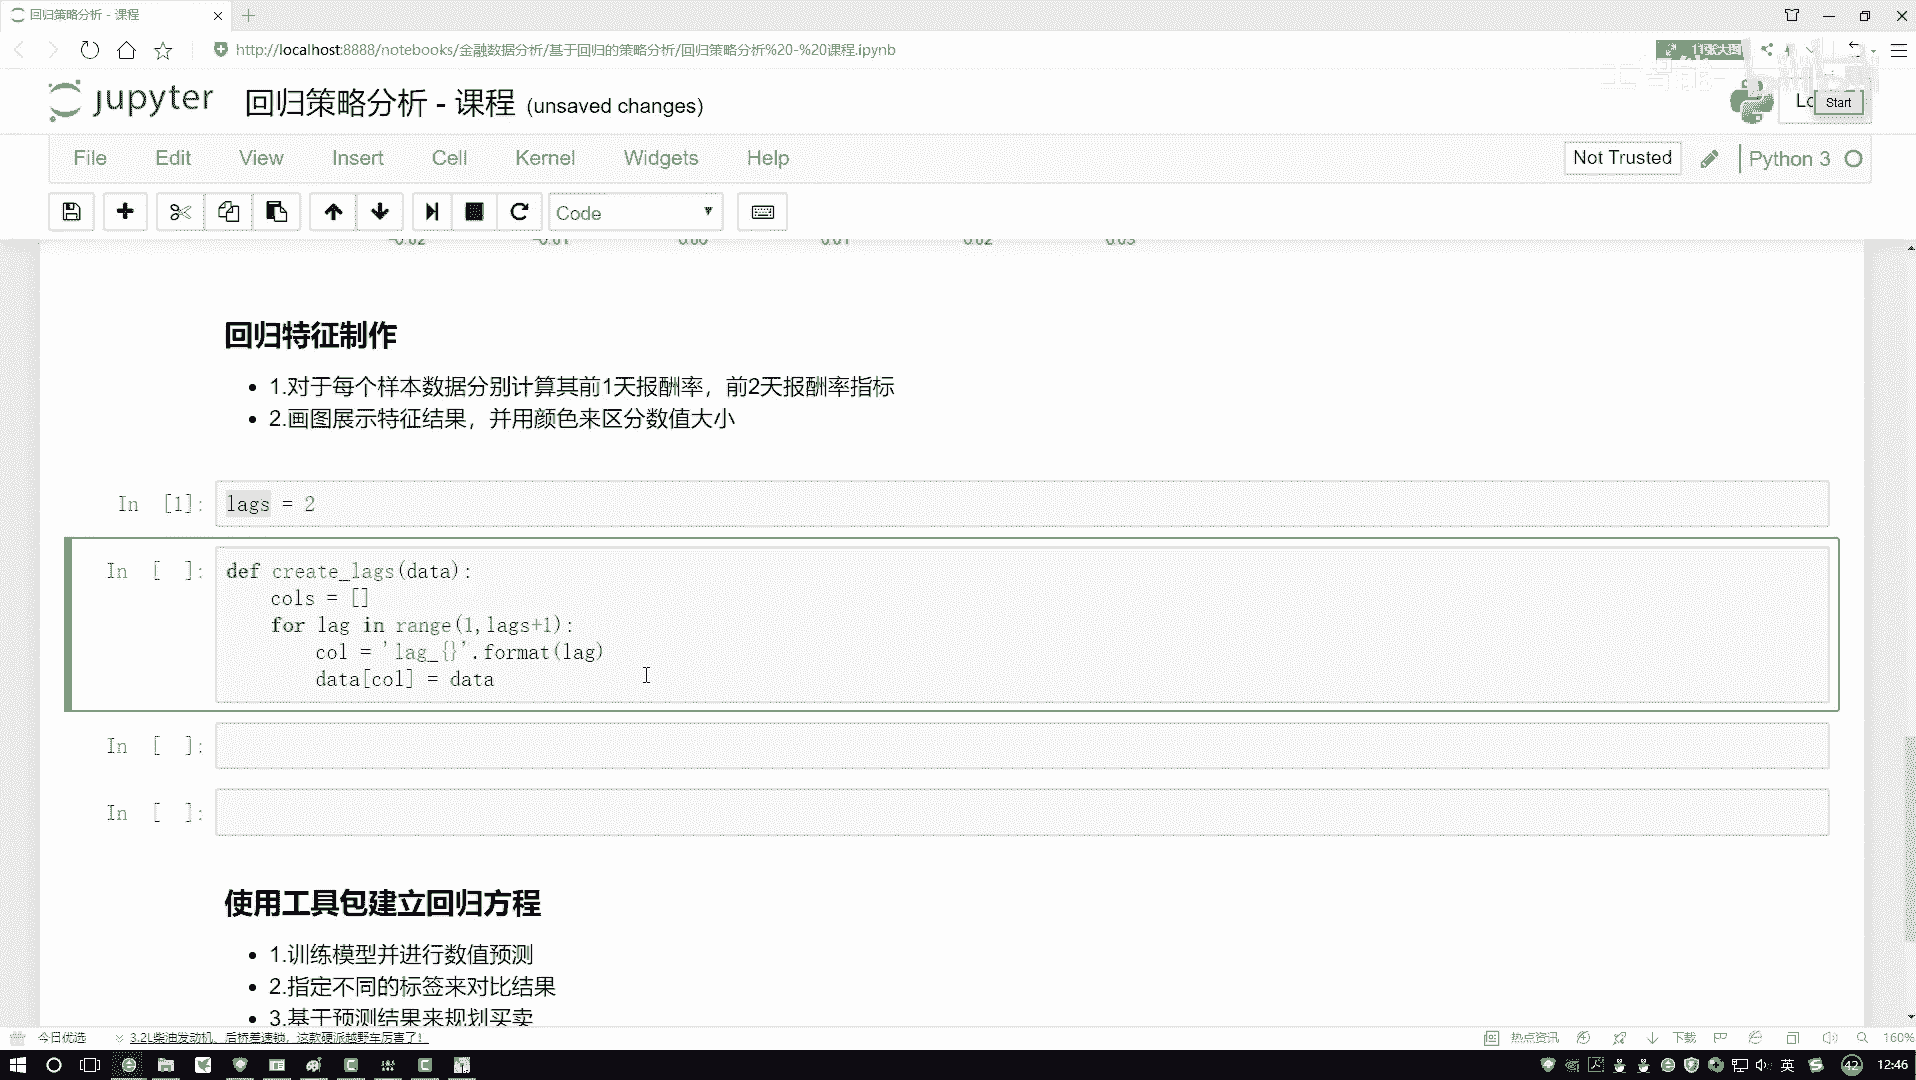 回归策略分析 - 课程
http://localhost:8888/notebooks/金融数据分析/基于回归的策略分析/回归策略分析%20-%20课程.ipynb
11张大图
jupyter 回归策略分析 - 课程 (unsaved changes)
Start
File Edit View Insert Cell Kernel Widgets Help
Not Trusted
Python 3
Code
-0.02 -0.01 0.00 0.01 0.02 0.03
回归特征制作
1.对于每个样本数据分别计算其前1天报酬率，前2天报酬率指标
2.画图展示特征结果，并用颜色来区分数值大小
In [1]: lags = 2
In [ ]: def create_lags(data):
cols = []
for lag in range(1,lags+1):
col = 'lag_{}'.format(lag)
data[col] = data
In [ ]:
In [ ]:
使用工具包建立回归方程
1.训练模型并进行数值预测
2.指定不同的标签来对比结果
3.基于预测结果来规划买卖
今日优选
3.2L柴油发动机、后桥差速锁，这款硬派越野车厉害了！
热点资讯
下载
160%
英
42
12:46